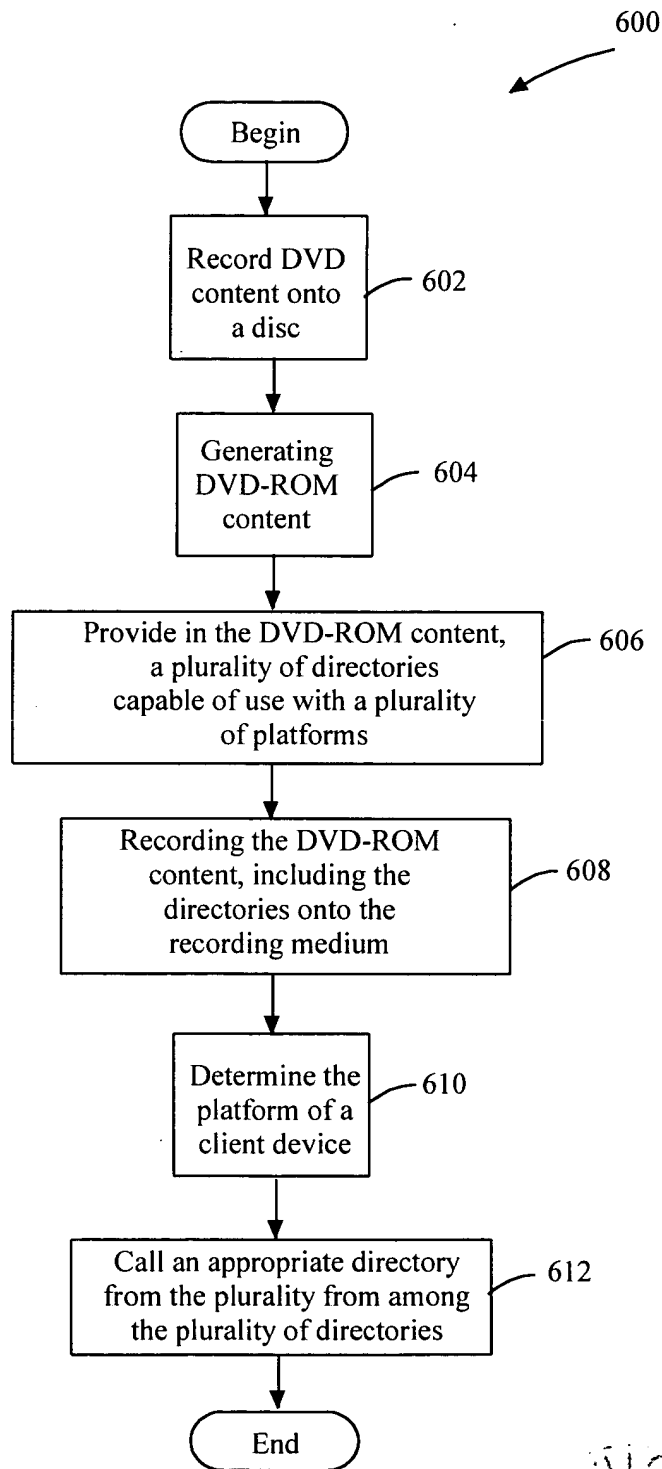 600
Begin
Record DVD
content onto
a disc
602
Generating
DVD-ROM
content
604
Provide in the DVD-ROM content,
a plurality of directories
capable of use with a plurality
of platforms
606
Recording the DVD-ROM
content, including the
directories onto the
recording medium
608
Determine the
platform of a
client device
610
Call an appropriate directory
from the plurality from among
the plurality of directories
612
End